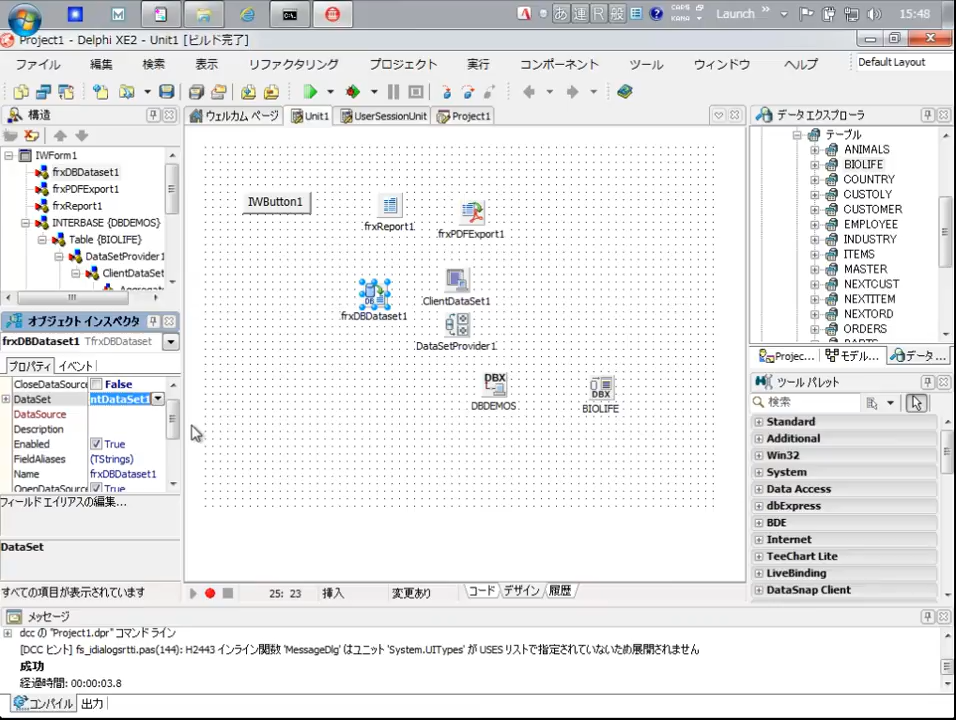 あ 連 R 般 CAPS KANA Launch 15:48
Project1 - Delphi XE2 - Unit1 [ビルド完了]
ファイル 編集 検索 表示 リファクタリング プロジェクト 実行 コンポーネント ツール ウィンドウ ヘルプ Default Layout
構造
ウェルカム ページ Unit1 UserSessionUnit Project1
データエクスプローラ
IWForm1
frxDBDataset1
frxPDFExport1
frxReport1
INTERBASE {DBDEMOS}
Table {BIOLIFE}
DataSetProvider1
ClientDataSet
IWButton1
frxReport1
frxPDFExport1
ClientDataSet1
frxDBDataset1
DataSetProvider1
DBX
DBDEMOS
DBX
BIOLIFE
テーブル
ANIMALS
BIOLIFE
COUNTRY
CUSTOLY
CUSTOMER
EMPLOYEE
INDUSTRY
ITEMS
MASTER
NEXTCUST
NEXTITEM
NEXTORD
ORDERS
Projec... モデル... データ...
オブジェクト インスペクタ
frxDBDataset1 TfrxDBDataset
プロパティ イベント
CloseDataSource False
DataSet ntDataSet1
DataSource
Description
Enabled True
FieldAliases (TStrings)
Name frxDBDataset1
OpenDataSource True
フィールド エイリアスの編集...
DataSet
すべての項目が表示されています
25: 23 挿入 変更あり コード デザイン 履歴
ツール パレット
検索
Standard
Additional
Win32
System
Data Access
dbExpress
BDE
Internet
TeeChart Lite
LiveBinding
DataSnap Client
メッセージ
dcc の "Project1.dpr" コマンド ライン
[DCC ヒント] fs_idialogsrtti.pas(144): H2443 インライン関数 'MessageDlg' はユニット 'System.UITypes' が USES リストで指定されていないため展開されません
成功
経過時間: 00:00:03.8
コンパイル 出力